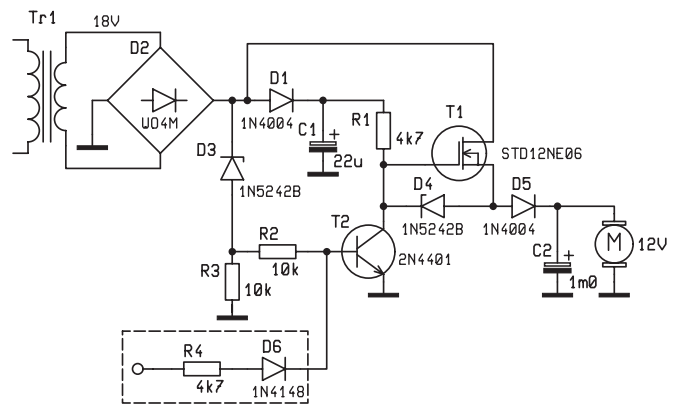 Tr1
18V
D2
UO4M
D1
1N4004
C1
+
22u
R1
4k7
T1
STD12NE06
D3
1N5242B
D4
1N5242B
D5
1N4004
T2
2N4401
R2
10k
R3
10k
C2
+
1m0
M
12V
R4
4k7
D6
1N4148